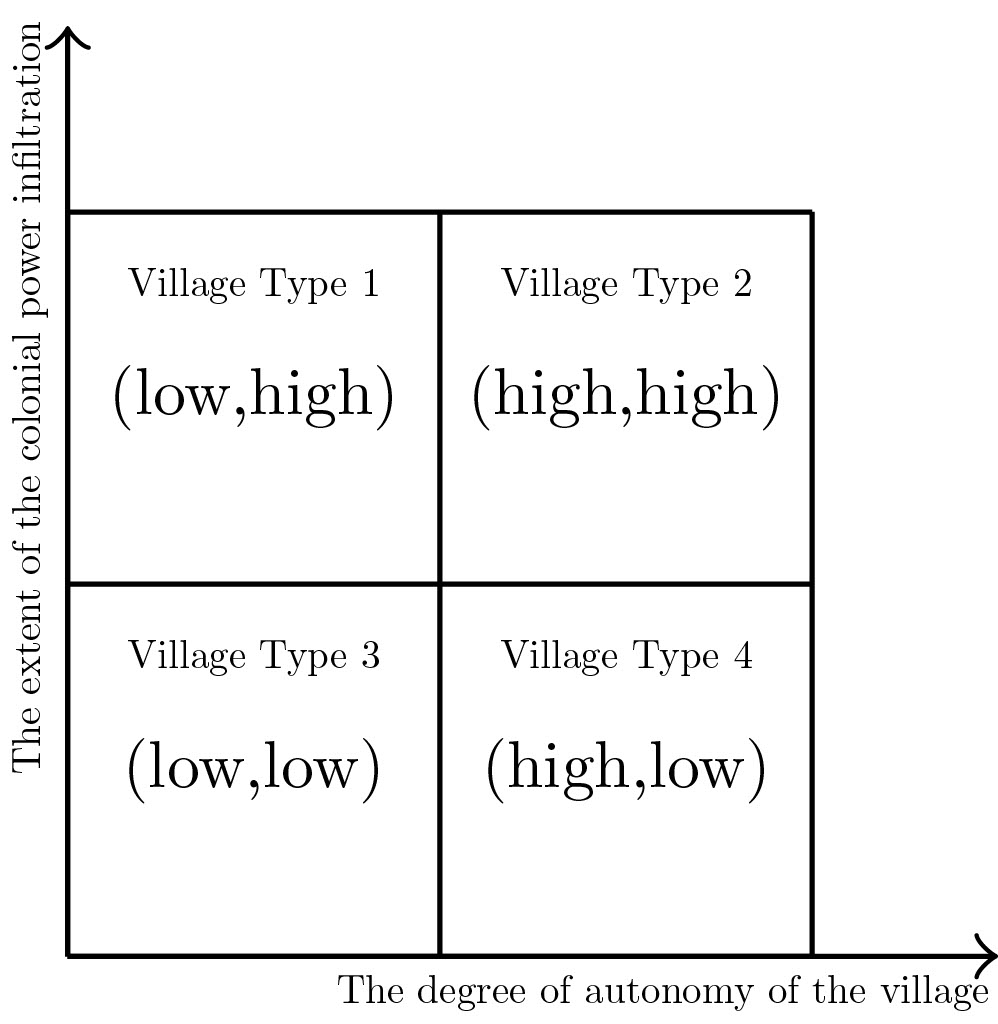 The extent of the colonial power infiltration
Village Type 1
(low,high)
Village Type 2
(high,high)
Village Type 3
(low,low)
Village Type 4
(high,low)
The degree of autonomy of the village